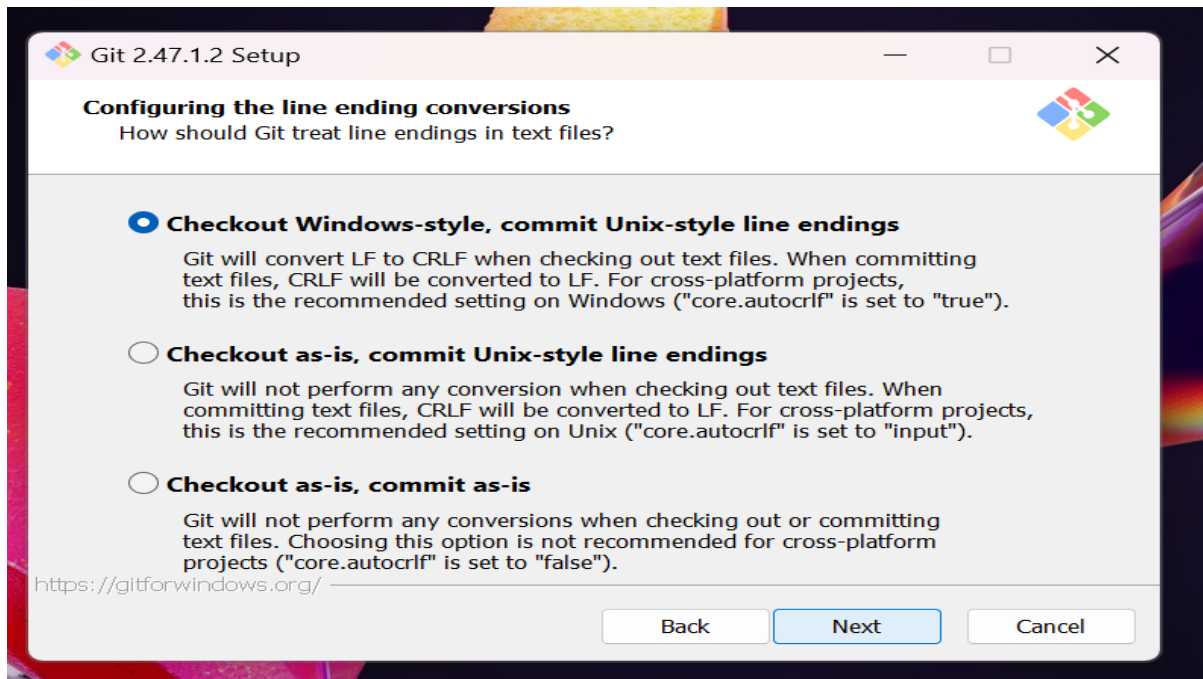 Git 2.47.1.2 Setup
Configuring the line ending conversions
How should Git treat line endings in text files?
Checkout Windows-style, commit Unix-style line endings
Git will convert LF to CRLF when checking out text files. When committing
text files, CRLF will be converted to LF. For cross-platform projects,
this is the recommended setting on Windows ("core.autocrlf" is set to "true").
Checkout as-is, commit Unix-style line endings
Git will not perform any conversion when checking out text files. When
committing text files, CRLF will be converted to LF. For cross-platform projects,
this is the recommended setting on Unix ("core.autocrlf" is set to "input").
Checkout as-is, commit as-is
Git will not perform any conversions when checking out or committing
text files. Choosing this option is not recommended for cross-platform
projects ("core.autocrlf" is set to "false").
https://gitforwindows.org/
Back Next Cancel